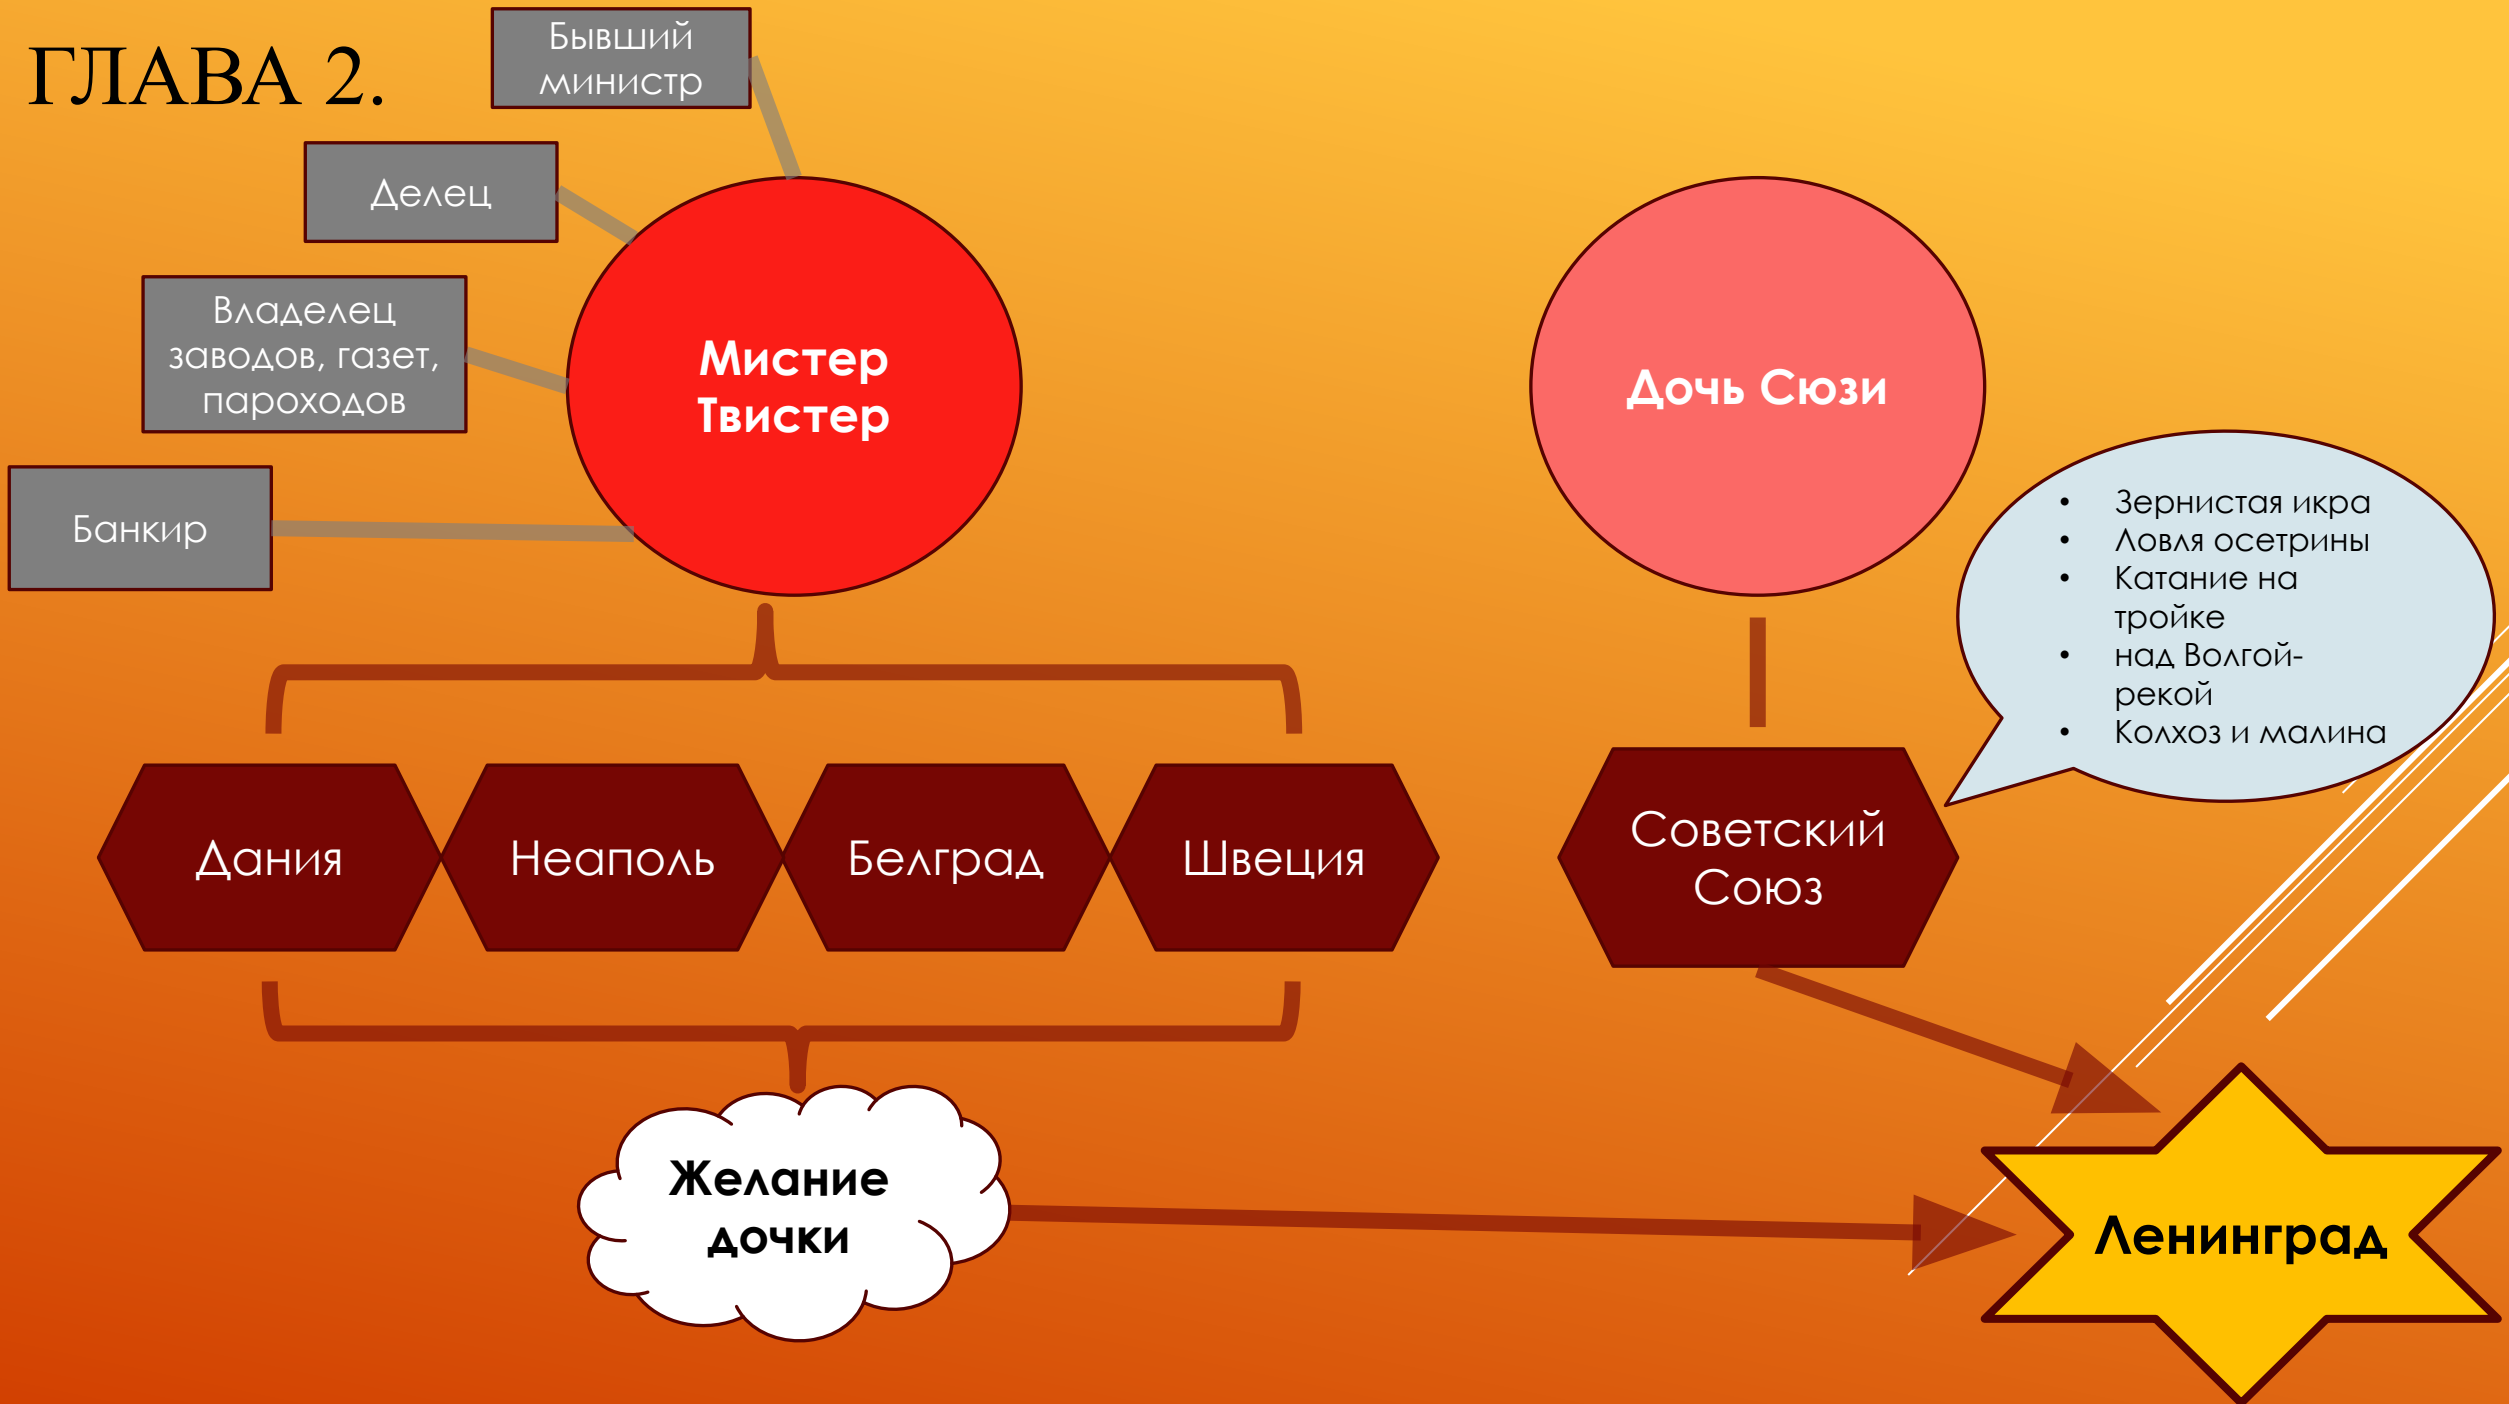 ГЛАВА 2.
Бывший
министр
Делец
Владелец
заводов, газет,
пароходов
Банкир
Мистер
Твистер
Дочь Сюзи
• Зернистая икра
• Ловля осетрины
• Катание на
тройке
• над Волгой-
рекой
• Колхоз и малина
Дания
Неаполь
Белград
Швеция
Советский
Союз
Желание
дочки
Ленинград